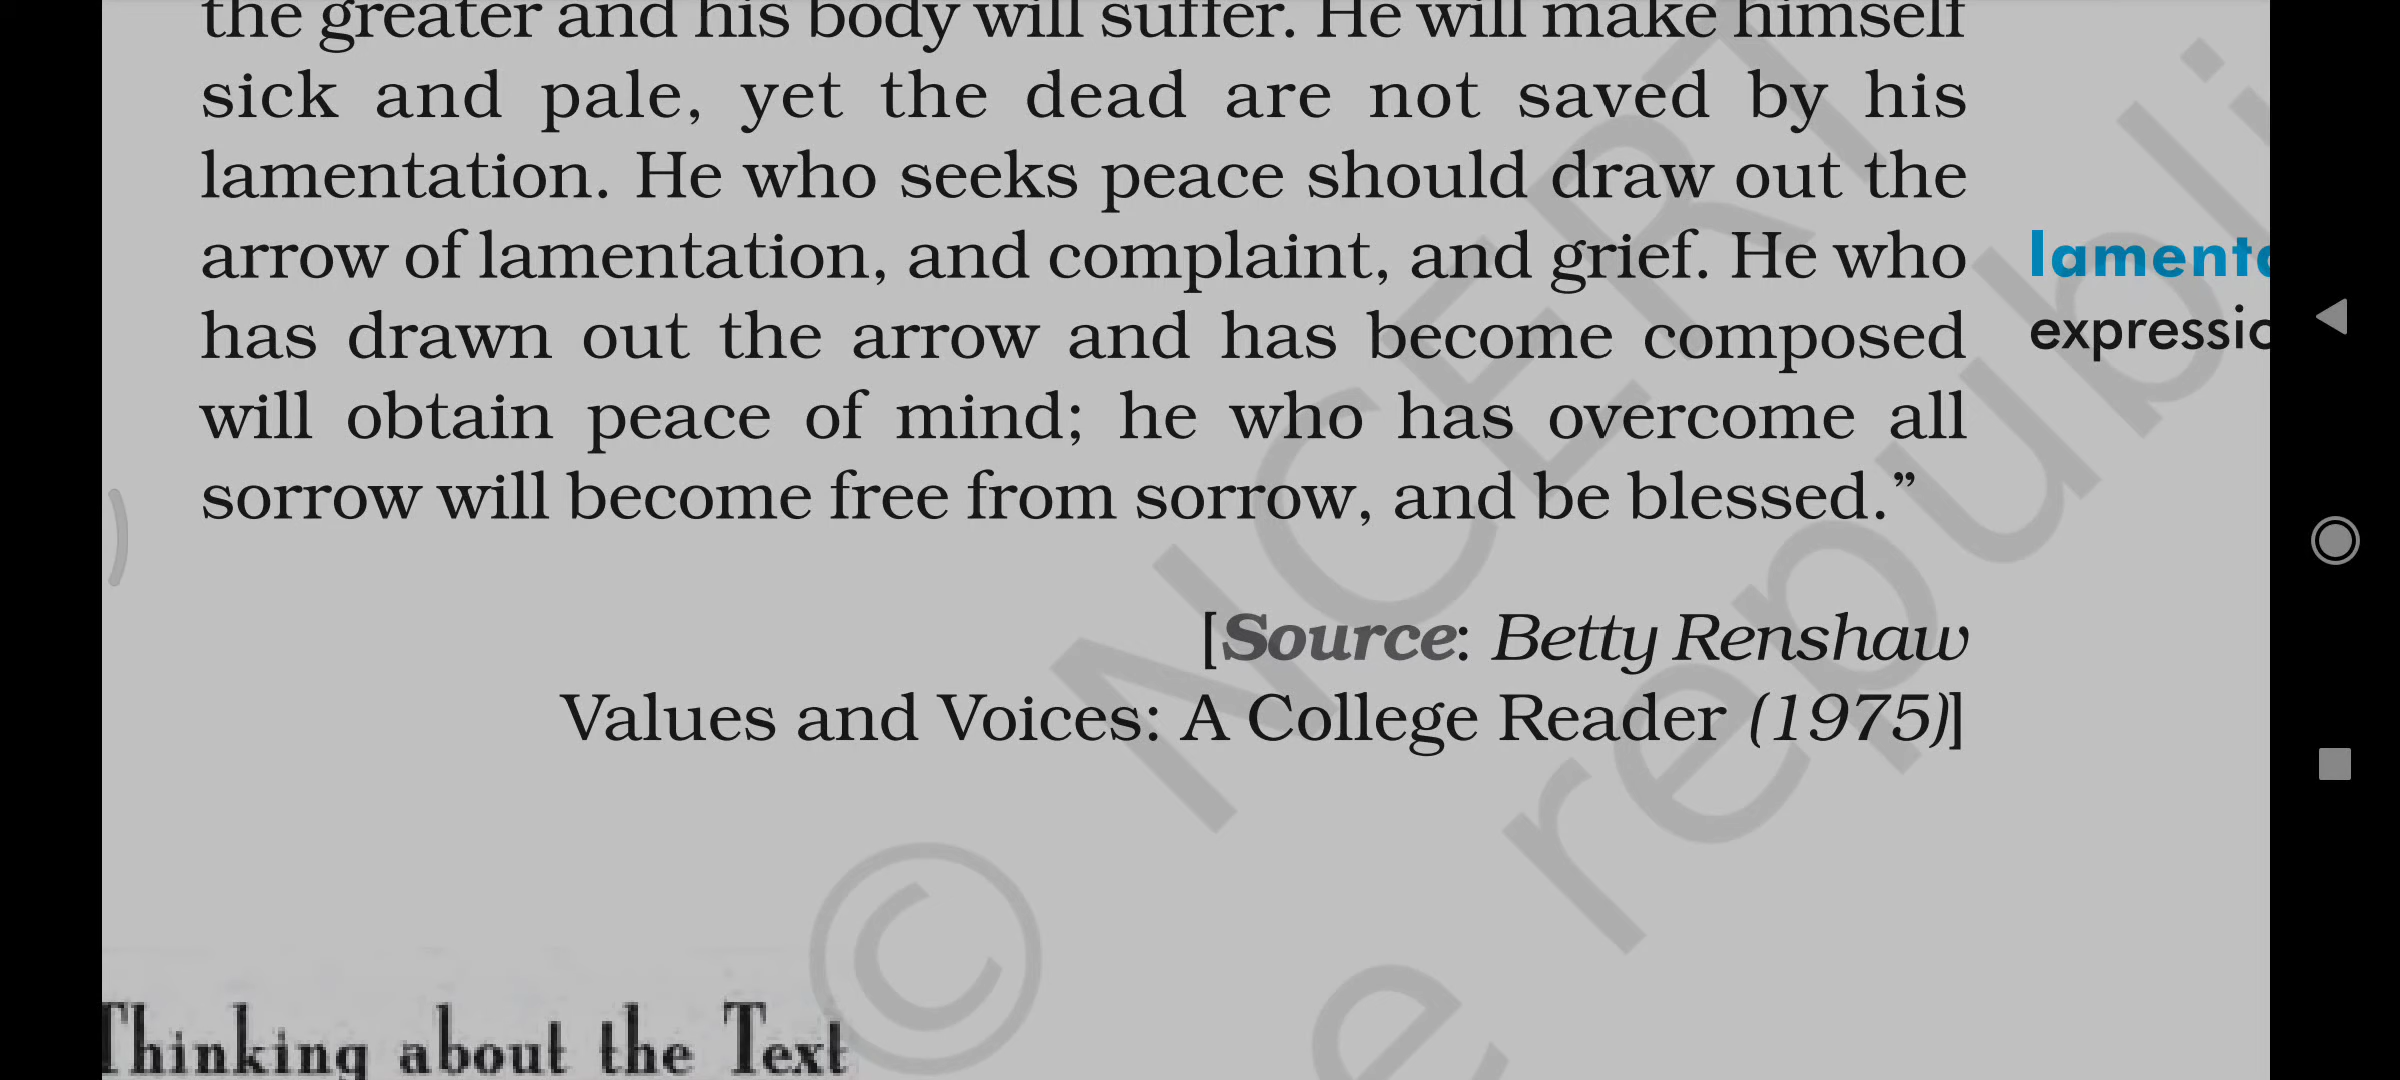 the greater and his body will suffer. He will make himself
sick and pale, yet the dead are not saved by his
lamentation. He who seeks peace should draw out the
arrow of lamentation, and complaint, and grief. He who
has drawn out the arrow and has become composed
will obtain peace of mind; he who has overcome all
sorrow will become free from sorrow, and be blessed.”
lamenta
expressio
[Source: Betty Renshaw
Values and Voices: A College Reader (1975)]
Thinking about the Text
© NCERT
e republi